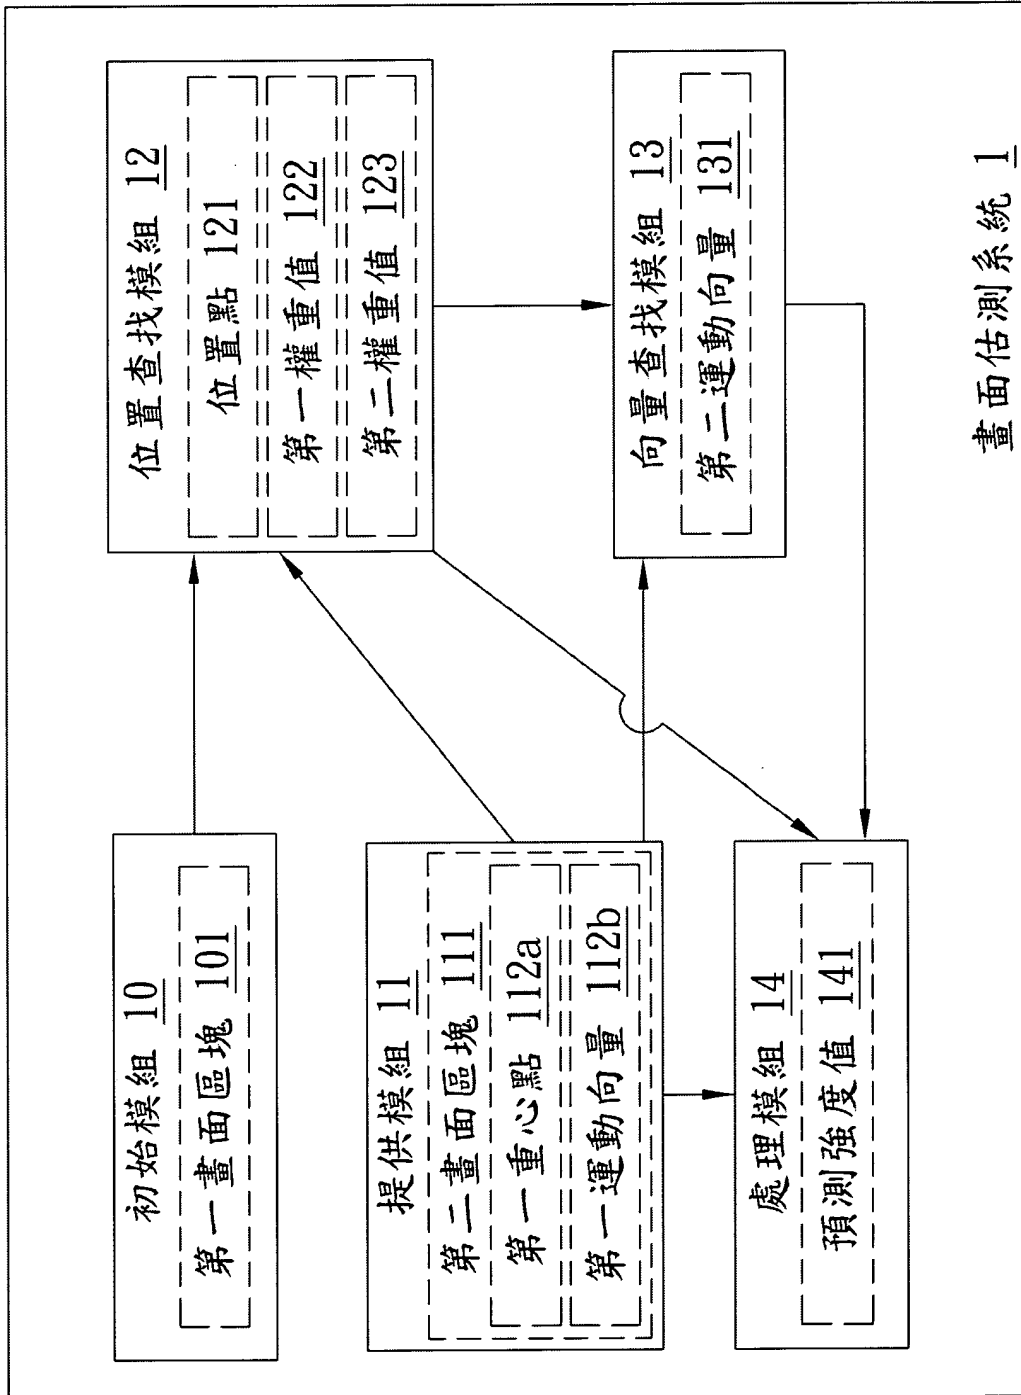 初始模組 10
第一畫面區塊 101
提供模組 11
第二畫面區塊 111
第一重心點 112a
第一運動向量 112b
處理模組 14
預測強度值 141
位置查找模組 12
位置點 121
第一權重值 122
第二權重值 123
向量查找模組 13
第二運動向量 131
畫面估測系統 1